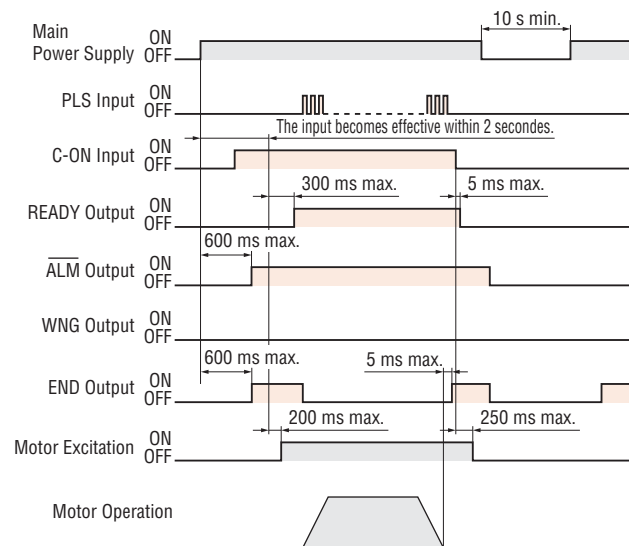 10 s min.
Main
Power Supply
ON
OFF
PLS Input
ON
OFF
The input becomes effective within 2 secondes.
C-ON Input
ON
OFF
300 ms max.
5 ms max.
READY Output
ON
OFF
600 ms max.
ALM Output
ON
OFF
WNG Output
ON
OFF
600 ms max.
5 ms max.
END Output
ON
OFF
200 ms max.
250 ms max.
Motor Excitation
ON
OFF
Motor Operation